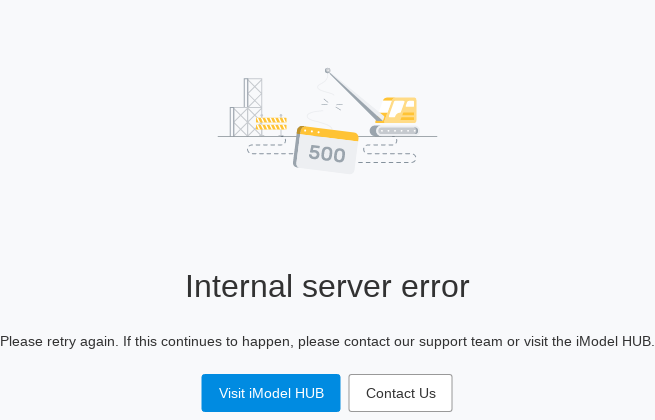 500
Internal server error
Please retry again. If this continues to happen, please contact our support team or visit the iModel HUB.
Visit iModel HUB
Contact Us